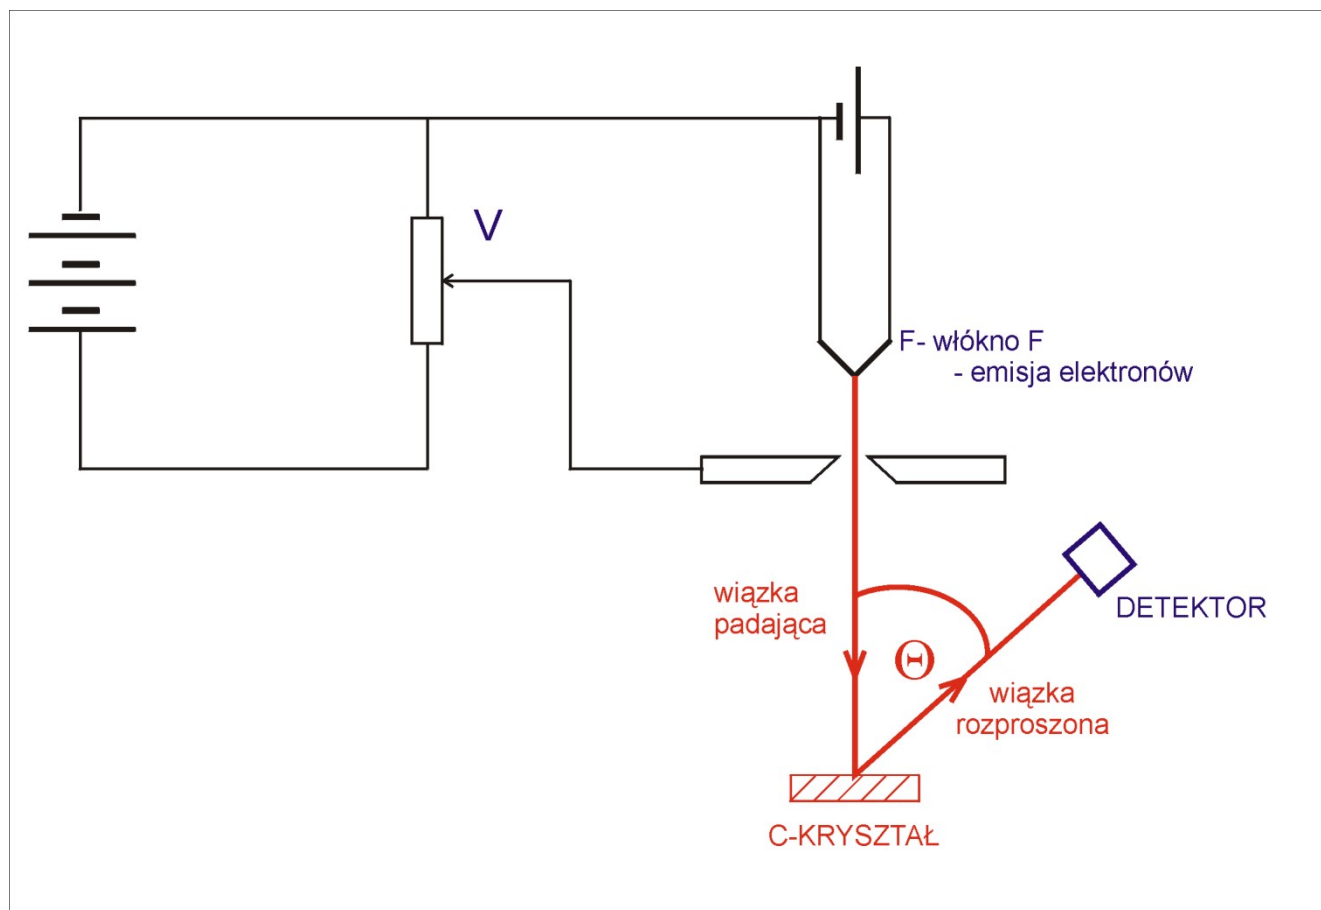 V
F- włókno F
- emisja elektronów
wiązka
padająca
DETEKTOR
Θ
wiązka
rozproszona
C-KRYSZTAŁ